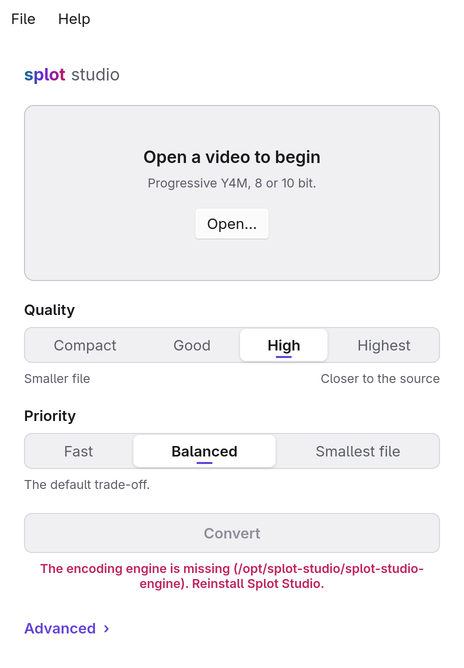 File Help
splot studio
Open a video to begin
Progressive Y4M, 8 or 10 bit.
Open...
Quality
Compact Good High Highest
Smaller file Closer to the source
Priority
Fast Balanced Smallest file
The default trade-off.
Convert
The encoding engine is missing (/opt/splot-studio/splot-studio-
engine). Reinstall Splot Studio.
Advanced ›